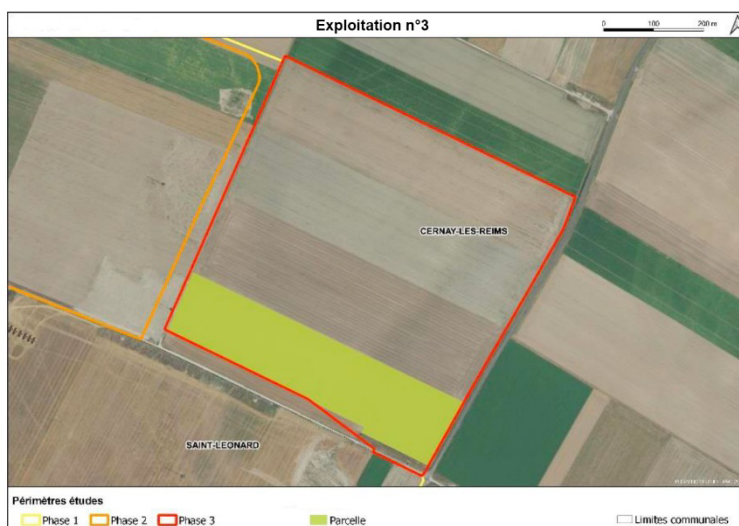 Exploitation n°3
0 100 200 m
CERNAY-LES-REIMS
SAINT-LEONARD
Périmètres études
Phase 1 Phase 2 Phase 3 Parcelle Limites communales